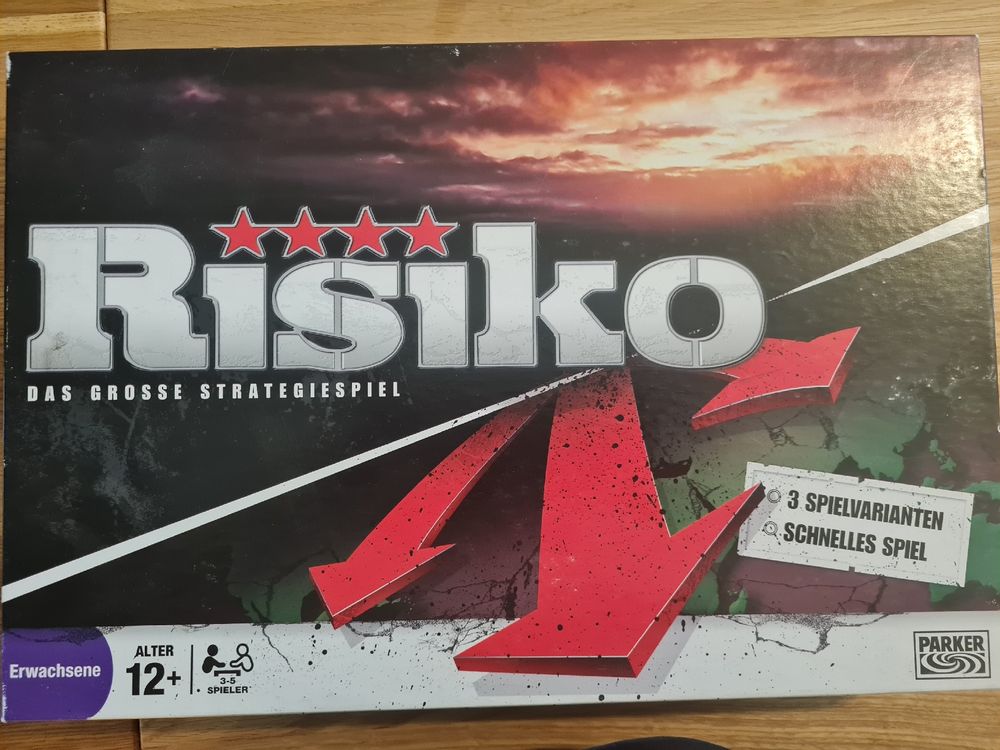 Risiko
DAS GROSSE STRATEGIESPIEL
3 SPIELVARIANTEN
SCHNELLES SPIEL
Erwachsene
ALTER
12+
3-5
SPIELER
PARKER